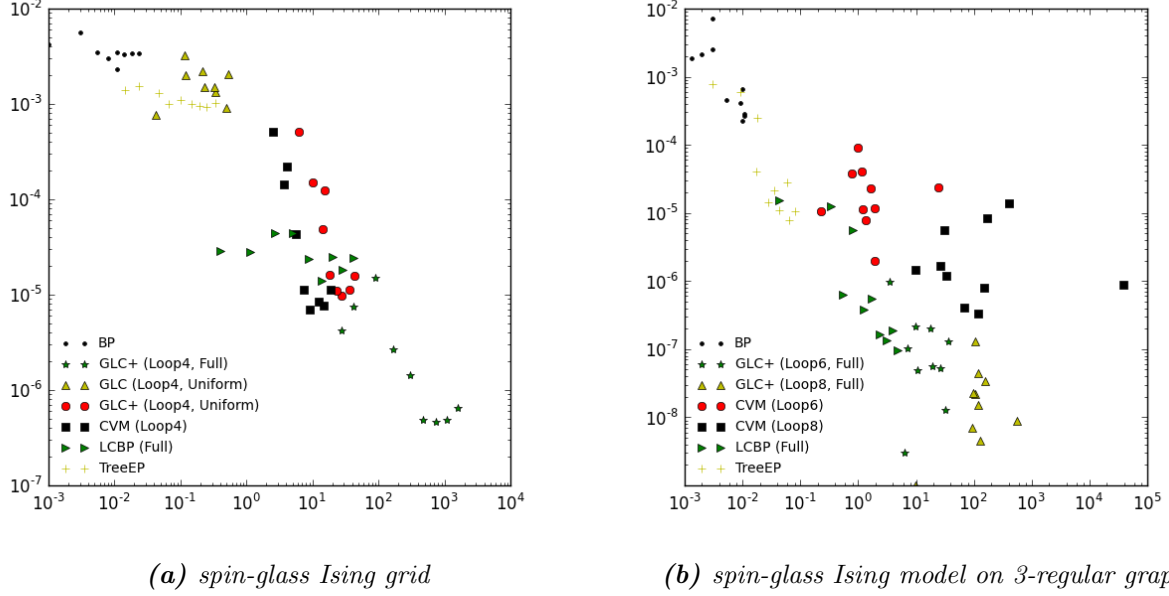 10^-2
10^-3
10^-4
10^-5
10^-6
10^-7
10^-3 10^-2 10^-1 10^0 10^1 10^2 10^3 10^4
BP
GLC+ (Loop4, Full)
GLC (Loop4, Uniform)
GLC+ (Loop4, Uniform)
CVM (Loop4)
LCBP (Full)
TreeEP
(a) spin-glass Ising grid
10^-2
10^-3
10^-4
10^-5
10^-6
10^-7
10^-8
10^-3 10^-2 10^-1 10^0 10^1 10^2 10^3 10^4 10^5
BP
GLC+ (Loop6, Full)
GLC+ (Loop8, Full)
CVM (Loop6)
CVM (Loop8)
LCBP (Full)
TreeEP
(b) spin-glass Ising model on 3-regular grap